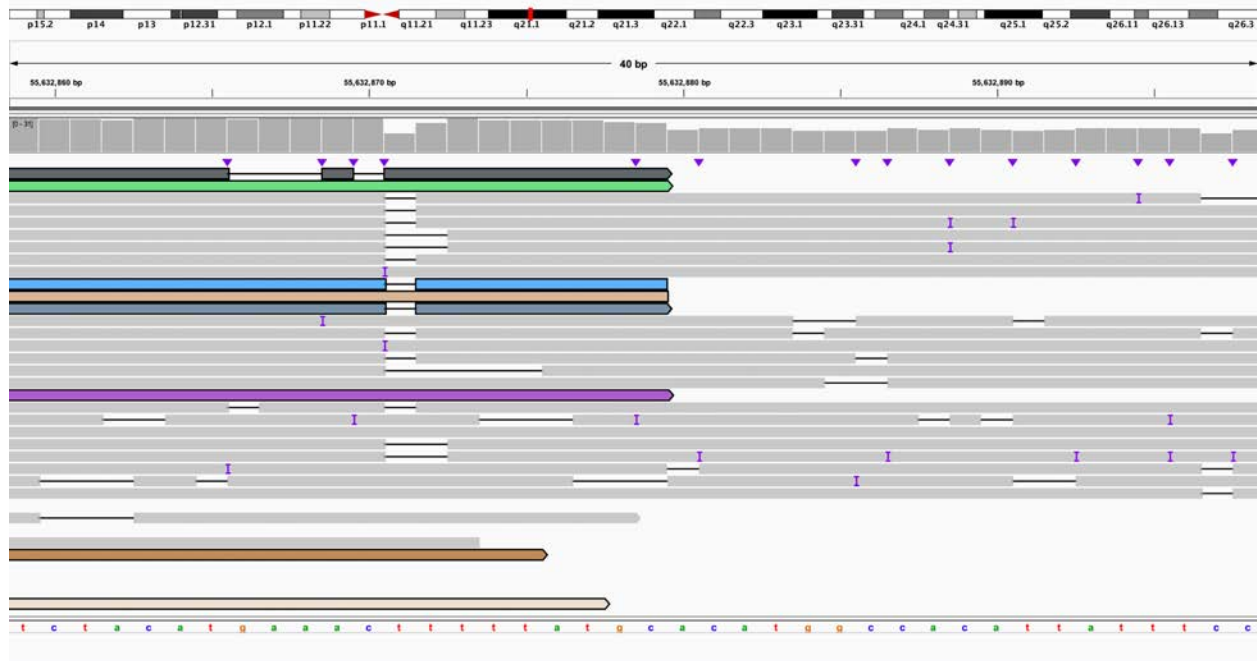 p15.2 p14 p13 p12.31 p12.1 p11.22 p11.1 q11.21 q11.23 q21.1 q21.2 q21.3 q22.1 q22.3 q23.1 q23.31 q24.1 q24.31 q25.1 q25.2 q26.11 q26.13 q26.3
40 bp
55,632,860 bp 55,632,870 bp 55,632,880 bp 55,632,890 bp
[0 - 31]
t c t a c a t g a a a c t t t t t a t g c a c a t g g c c a c a t t a t t t c c